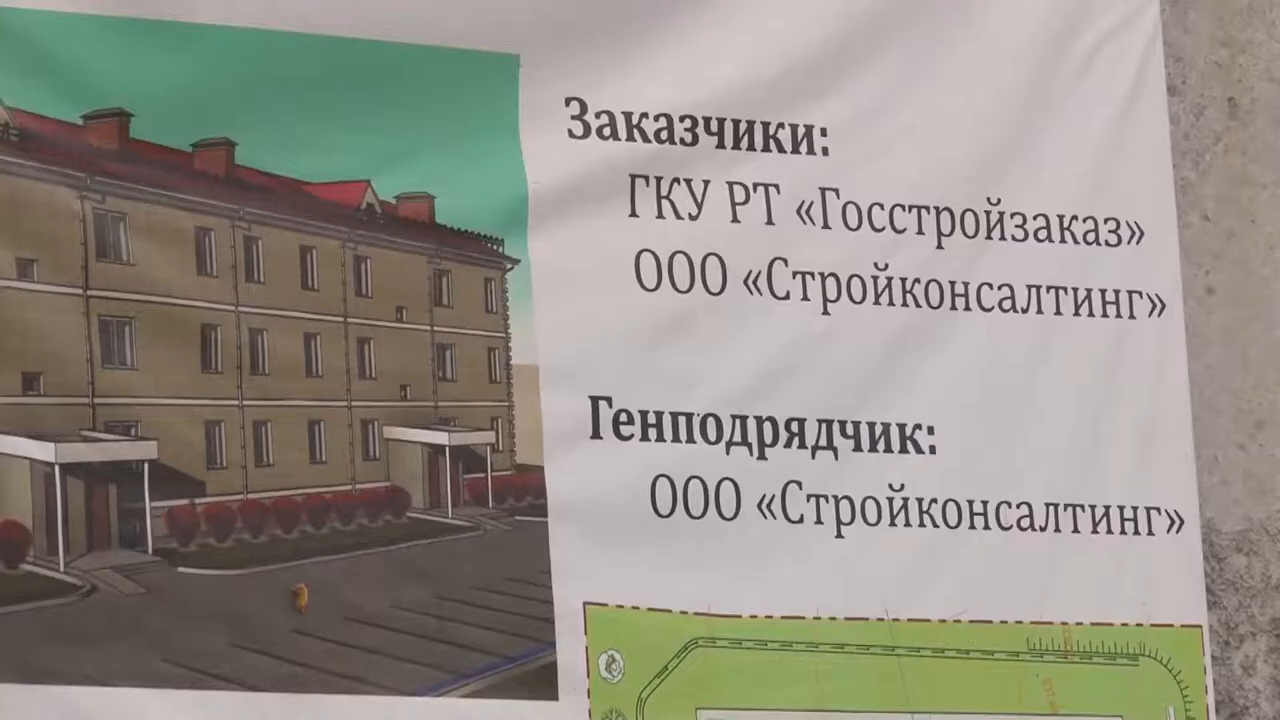 Заказчики:
ГКУ РТ «Госстройзаказ»
ООО «Стройконсалтинг»
Генподрядчик:
ООО «Стройконсалтинг»